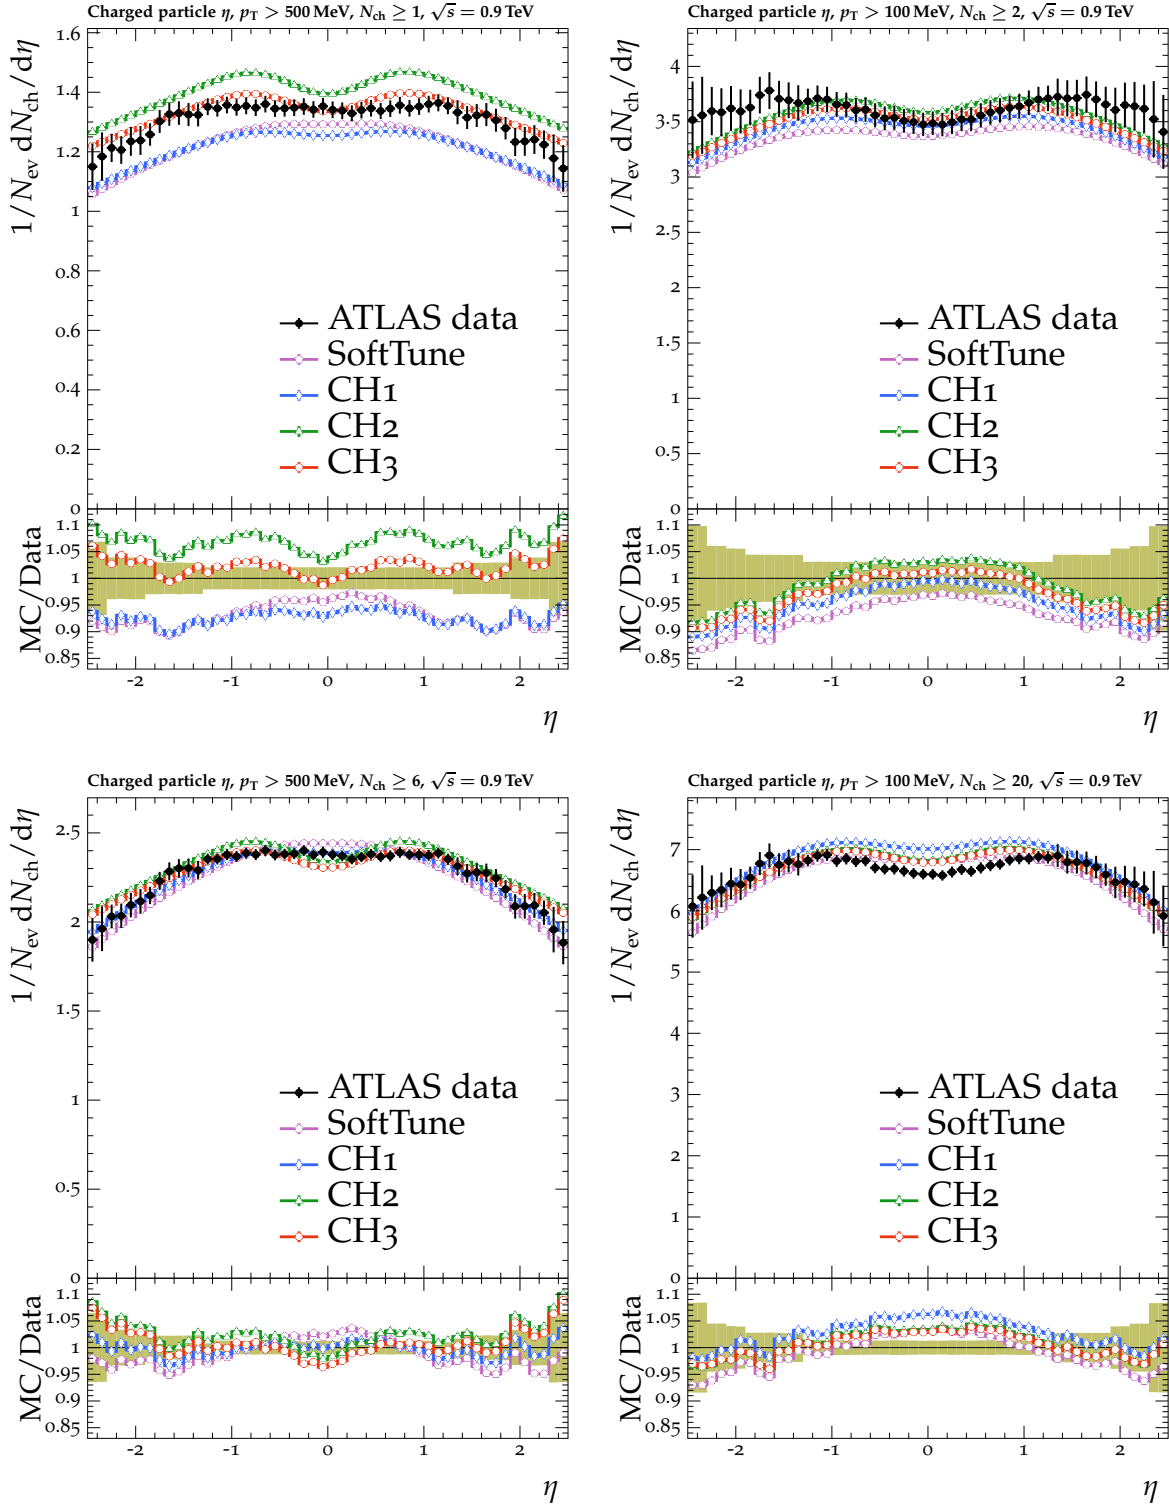 Charged particle η, pT > 500 MeV, Nch ≥ 1, √s = 0.9 TeV
1/Nev dNch/dη
1.6
1.4
1.2
1
0.8
0.6
0.4
0.2
0
ATLAS data
SoftTune
CH1
CH2
CH3
MC/Data
1.1
1.05
1
0.95
0.9
0.85
-2 -1 0 1 2
η
Charged particle η, pT > 100 MeV, Nch ≥ 2, √s = 0.9 TeV
1/Nev dNch/dη
4
3.5
3
2.5
2
1.5
1
0.5
0
ATLAS data
SoftTune
CH1
CH2
CH3
MC/Data
1.1
1.05
1
0.95
0.9
0.85
-2 -1 0 1 2
η
Charged particle η, pT > 500 MeV, Nch ≥ 6, √s = 0.9 TeV
1/Nev dNch/dη
2.5
2
1.5
1
0.5
0
ATLAS data
SoftTune
CH1
CH2
CH3
MC/Data
1.1
1.05
1
0.95
0.9
0.85
-2 -1 0 1 2
η
Charged particle η, pT > 100 MeV, Nch ≥ 20, √s = 0.9 TeV
1/Nev dNch/dη
7
6
5
4
3
2
1
0
ATLAS data
SoftTune
CH1
CH2
CH3
MC/Data
1.1
1.05
1
0.95
0.9
0.85
-2 -1 0 1 2
η